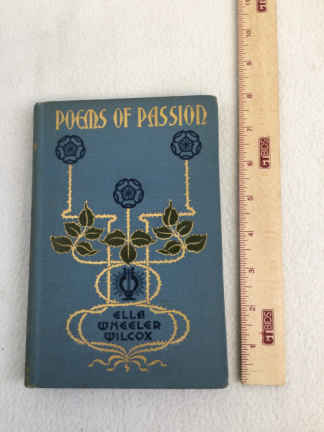 POEMS OF PASSION
ELLA
WHEELER
WILCOX